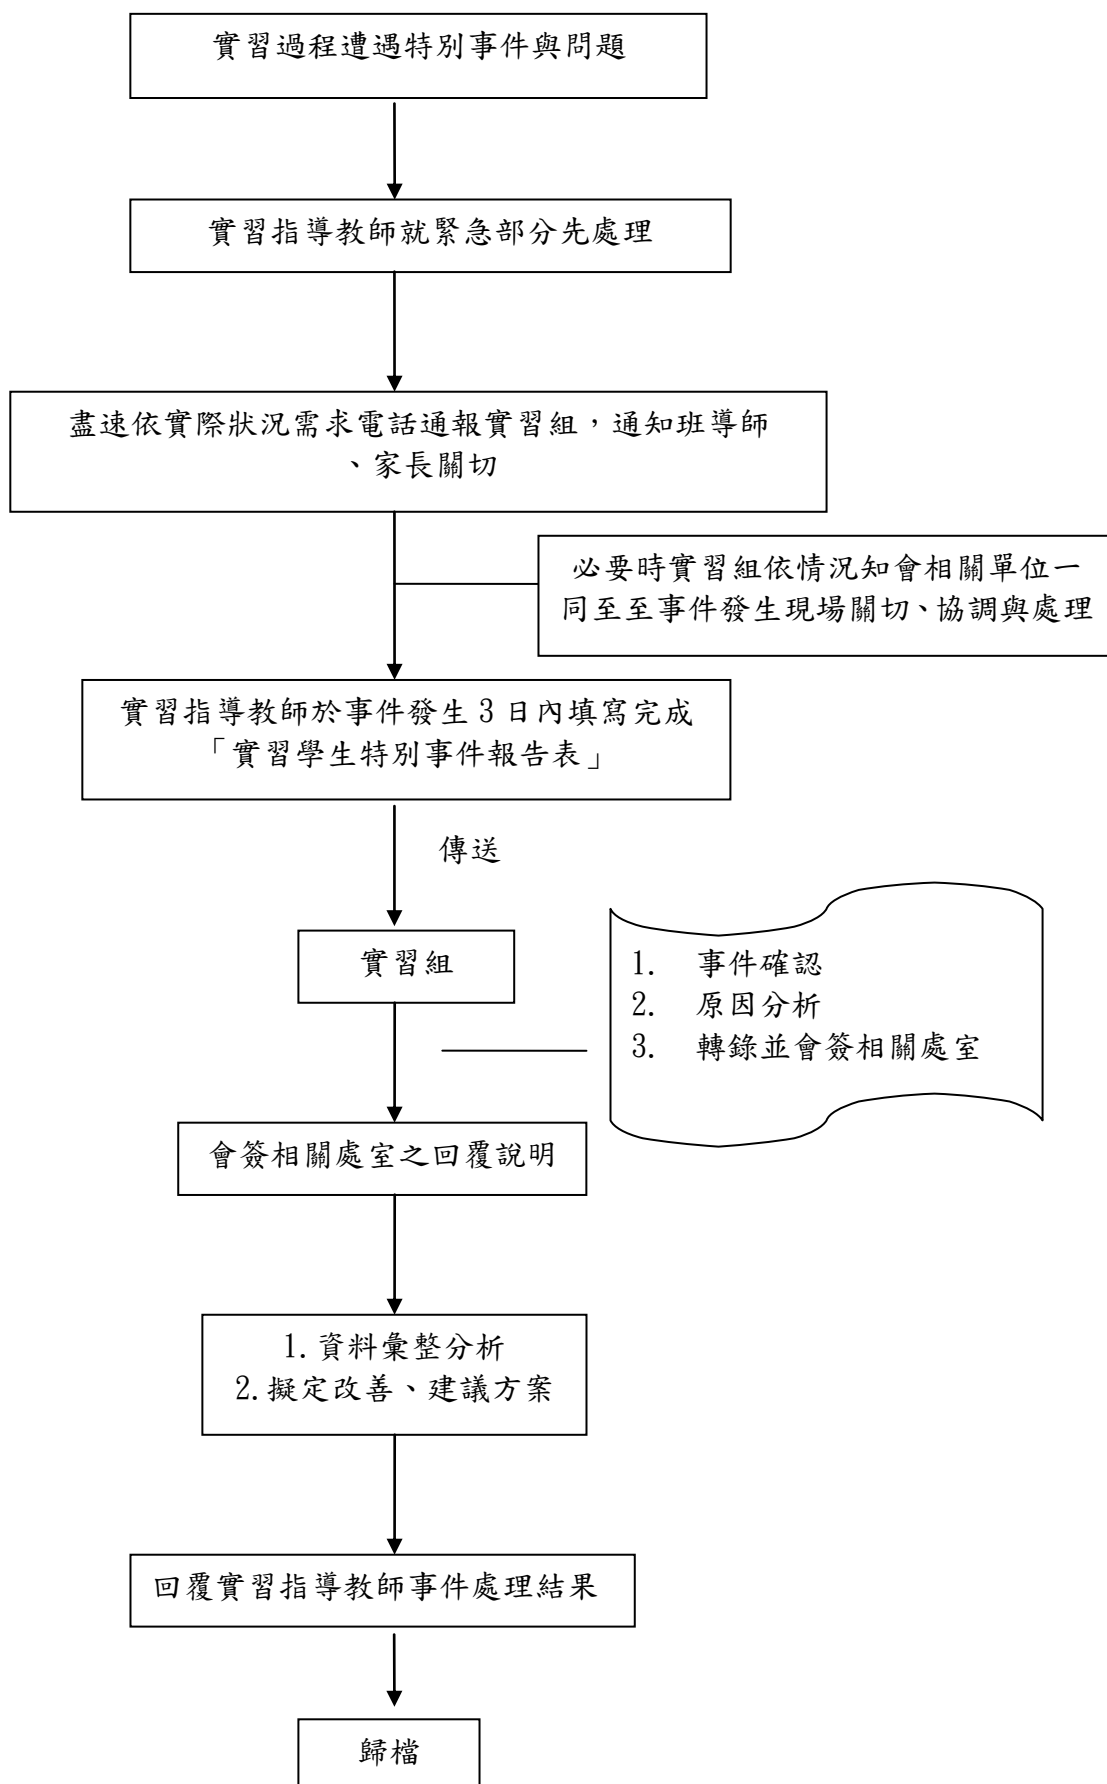 實習過程遭遇特別事件與問題
實習指導教師就緊急部分先處理
盡速依實際狀況需求電話通報實習組，通知班導師
、家長關切
必要時實習組依情況知會相關單位一
同至至事件發生現場關切、協調與處理
實習指導教師於事件發生 3 日內填寫完成
「實習學生特別事件報告表」
傳送
實習組
1. 事件確認
2. 原因分析
3. 轉錄並會簽相關處室
會簽相關處室之回覆說明
1.資料彙整分析
2.擬定改善、建議方案
回覆實習指導教師事件處理結果
歸檔